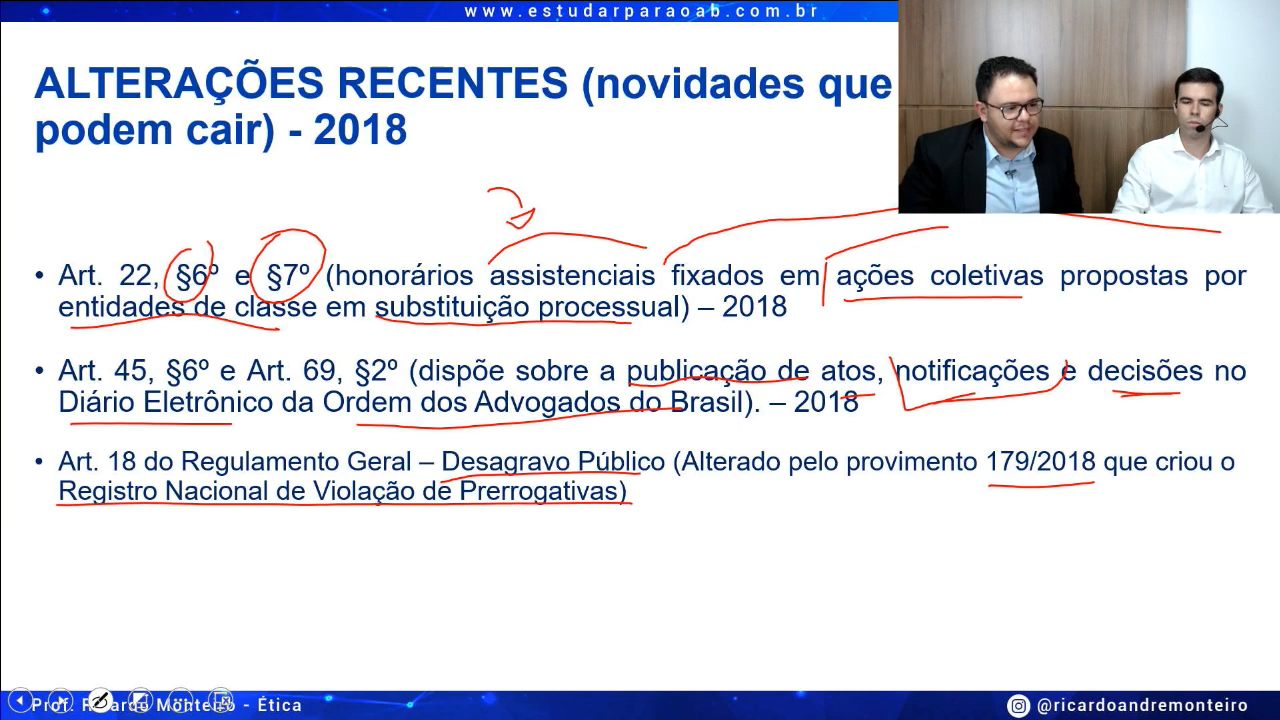 www.estudarparaoab.com.br
ALTERAÇÕES RECENTES (novidades que
podem cair) - 2018
• Art. 22, §6º e §7º (honorários assistenciais fixados em ações coletivas propostas por
entidades de classe em substituição processual) – 2018
• Art. 45, §6º e Art. 69, §2º (dispõe sobre a publicação de atos, notificações e decisões no
Diário Eletrônico da Ordem dos Advogados do Brasil). – 2018
• Art. 18 do Regulamento Geral – Desagravo Público (Alterado pelo provimento 179/2018 que criou o
Registro Nacional de Violação de Prerrogativas)
Prof. Ricardo Monteiro - Ética
@ricardoandremonteiro